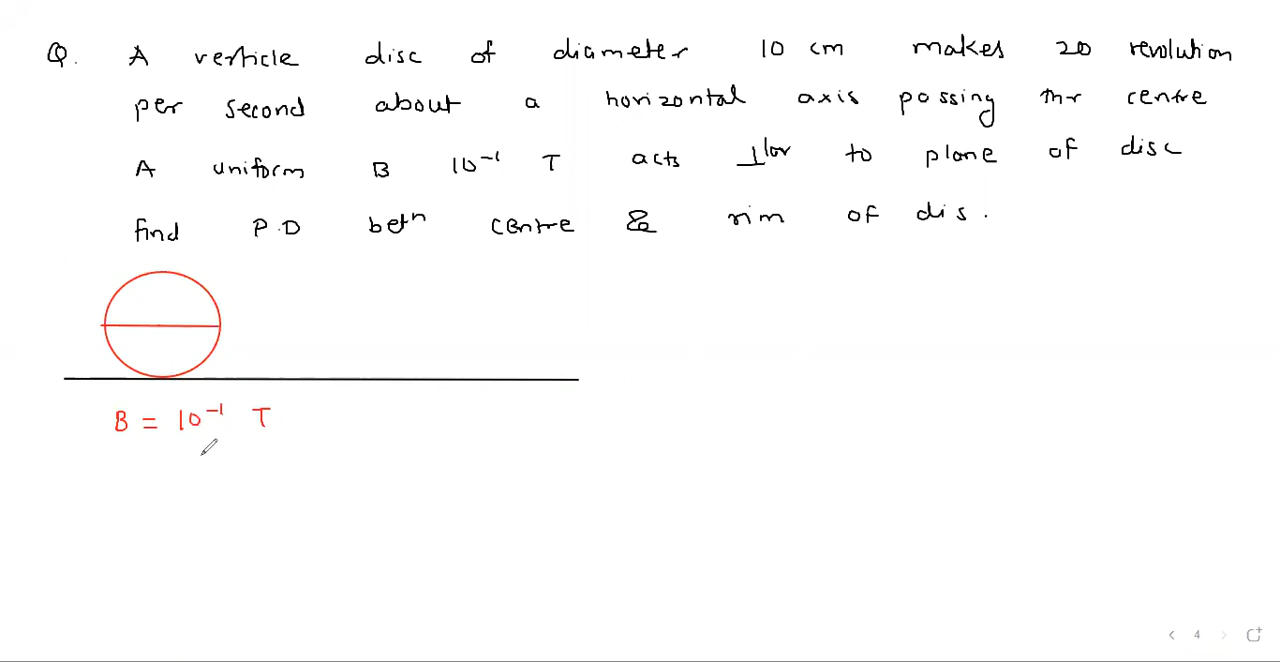 Q. A verticle disc of diameter 10 cm makes 20 revolution
per second about a horizontal axis passing thr centre
A uniform B 10⁻¹ T acts ⊥lar to plane of disc
find P.D betn centre & rim of dis.
B = 10⁻¹ T
4